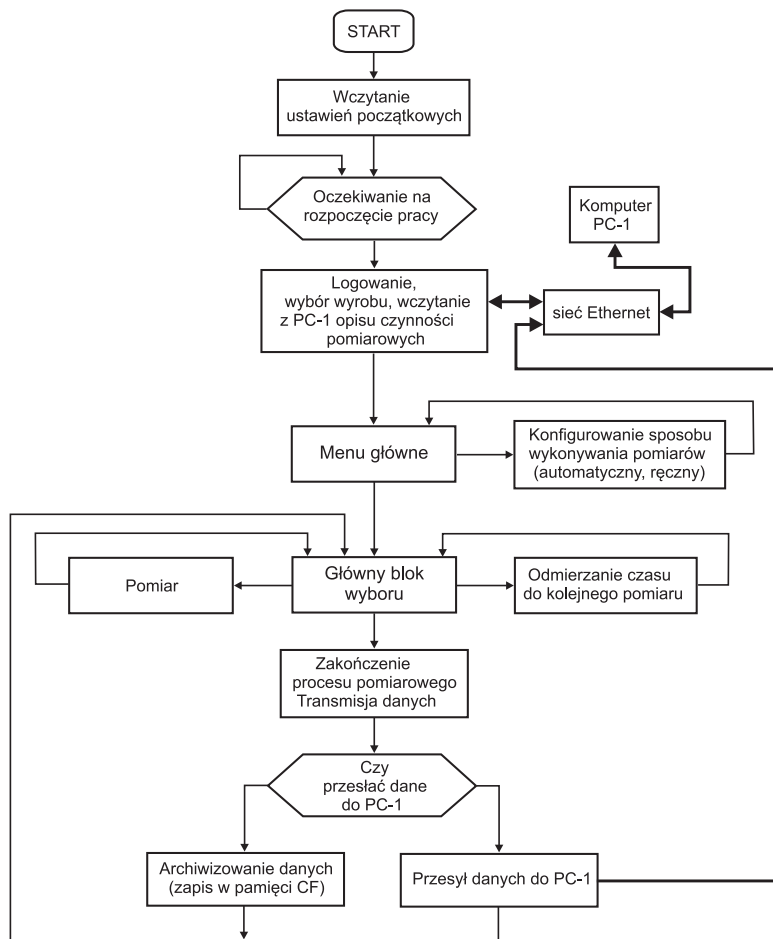 START
Wczytanie
ustawień początkowych
Oczekiwanie na
rozpoczęcie pracy
Komputer
PC-1
Logowanie,
wybór wyrobu, wczytanie
z PC-1 opisu czynności
pomiarowych
sieć Ethernet
Menu główne
Konfigurowanie sposobu
wykonywania pomiarów
(automatyczny, ręczny)
Pomiar
Główny blok
wyboru
Odmierzanie czasu
do kolejnego pomiaru
Zakończenie
procesu pomiarowego
Transmisja danych
Czy
przesłać dane
do PC-1
Archiwizowanie danych
(zapis w pamięci CF)
Przesył danych do PC-1